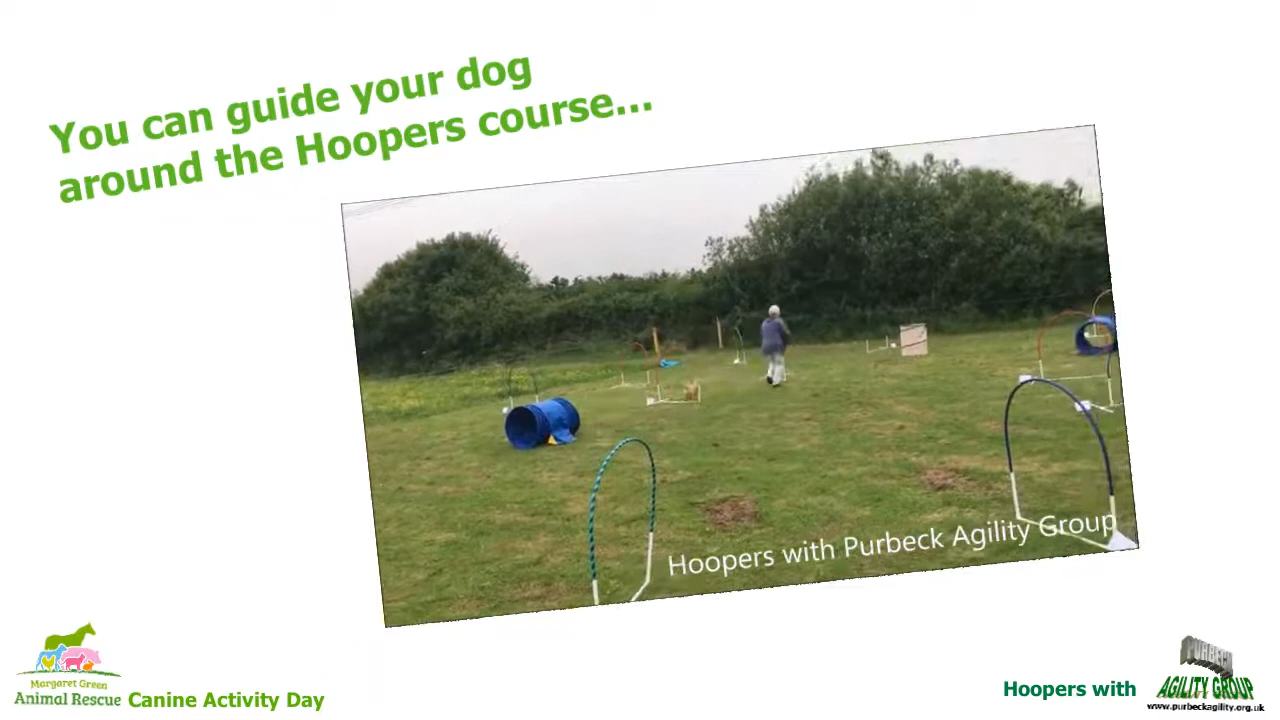 You can guide your dog
around the Hoopers course...
Hoopers with Purbeck Agility Group
Margaret Green
Animal Rescue
Canine Activity Day
Hoopers with
PURBECK
AGILITY GROUP
www.purbeckagility.org.uk